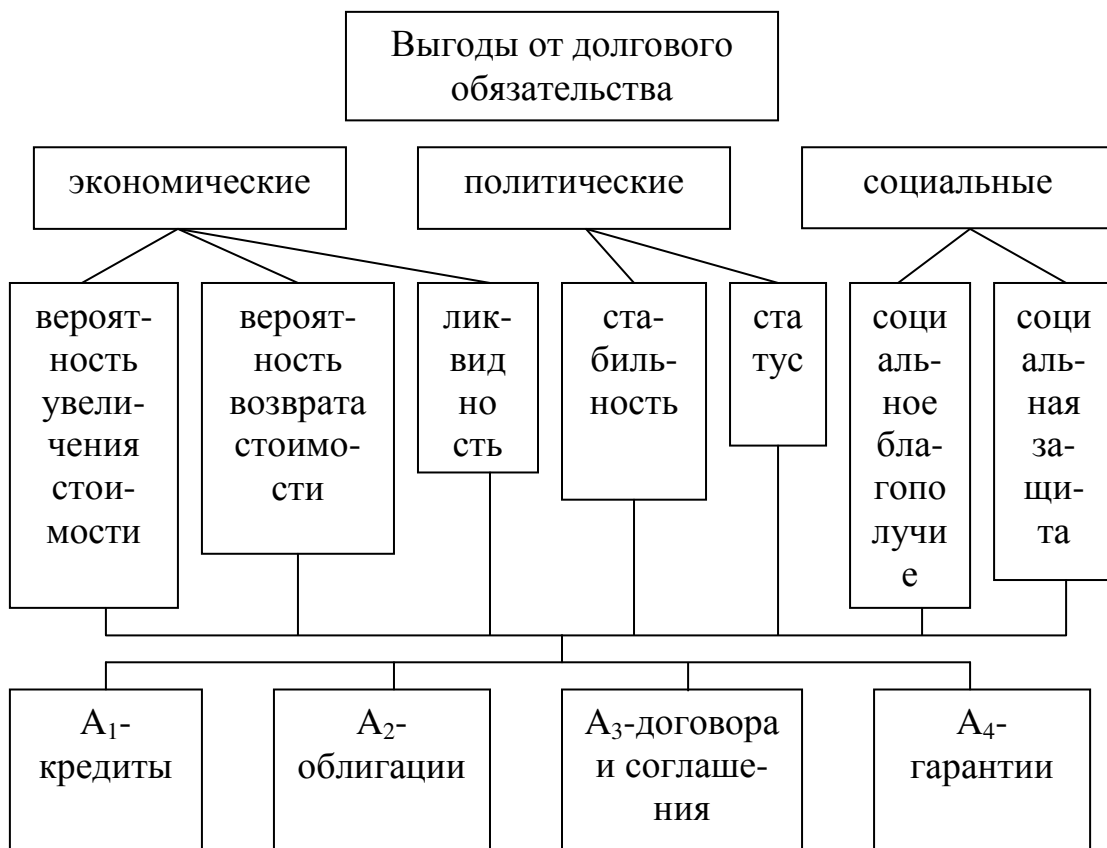 Выгоды от долгового
обязательства
экономические
политические
социальные
вероят-
ность
увели-
чения
стои-
мости
вероят-
ность
возврата
стоимо-
сти
лик-
вид
но
сть
ста-
биль-
ность
ста
тус
соци
аль-
ное
бла-
гопо
лучи
е
соци
аль-
ная
за-
щи-
та
А₁-
кредиты
А₂-
облигации
А₃-договора
и соглаше-
ния
А₄-
гарантии